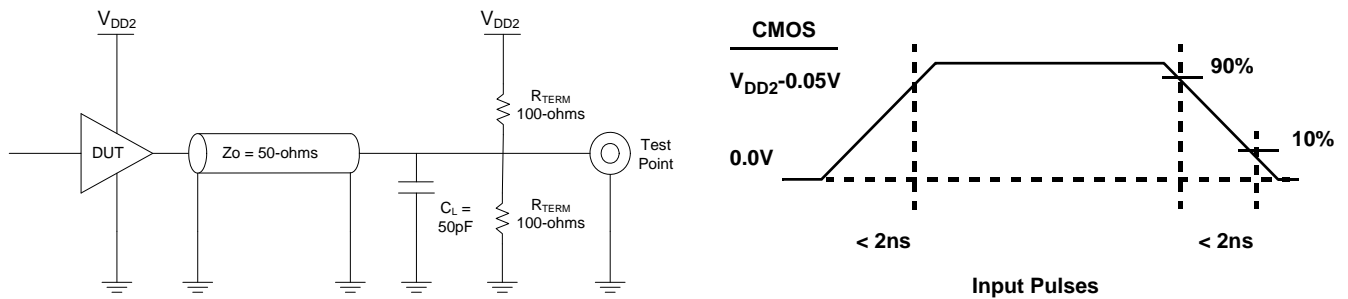 VDD2
VDD2
RTERM
100-ohms
DUT
Zo = 50-ohms
Test
Point
CL =
50pF
RTERM
100-ohms
CMOS
VDD2-0.05V
90%
0.0V
10%
< 2ns
< 2ns
Input Pulses